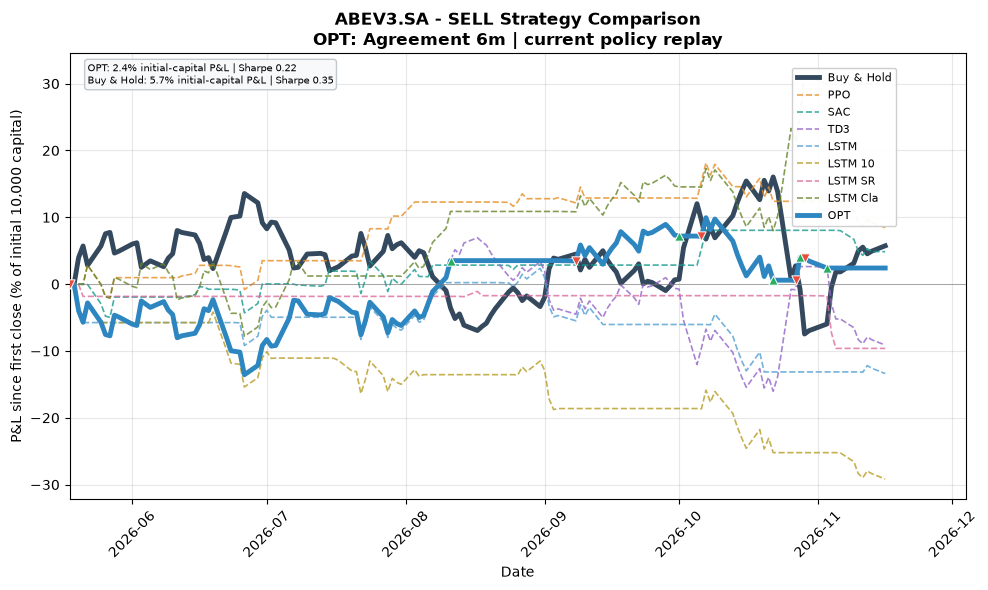 ABEV3.SA - SELL Strategy Comparison
OPT: Agreement 6m | current policy replay
OPT: 2.4% initial-capital P&L | Sharpe 0.22
Buy & Hold: 5.7% initial-capital P&L | Sharpe 0.35
Buy & Hold
PPO
SAC
TD3
LSTM
LSTM 10
LSTM SR
LSTM Cla
OPT
P&L since first close (% of initial 10,000 capital)
30
20
10
0
−10
−20
−30
2026-06
2026-07
2026-08
2026-09
2026-10
2026-11
2026-12
Date